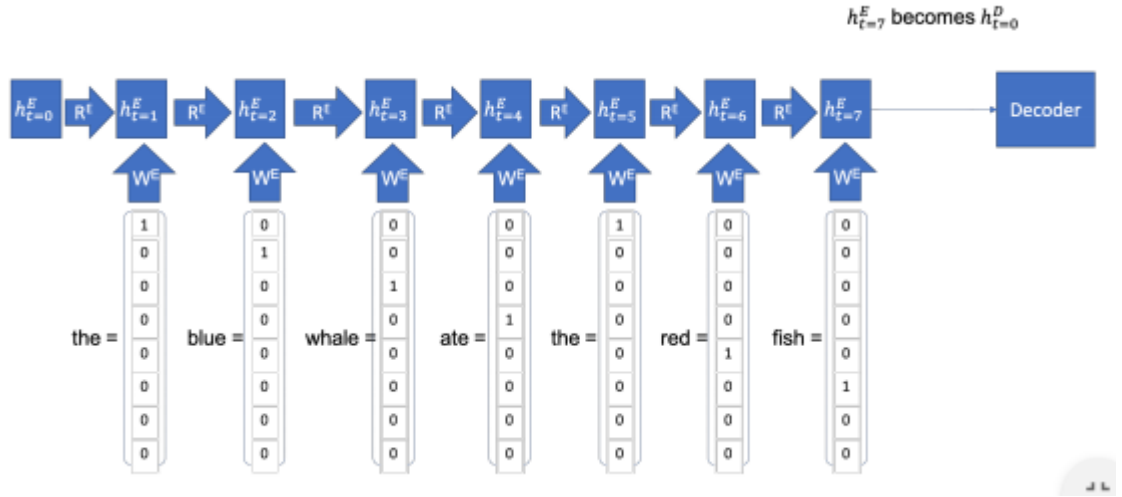 h^E_{t=7} becomes h^D_{t=0}
h^E_{t=0} R^E h^E_{t=1} R^E h^E_{t=2} R^E h^E_{t=3} R^E h^E_{t=4} R^E h^E_{t=5} R^E h^E_{t=6} R^E h^E_{t=7} Decoder
W^E W^E W^E W^E W^E W^E W^E
1 0 0 0 1 0 0
0 1 0 0 0 0 0
0 0 1 0 0 0 0
0 0 0 1 0 0 0
the = blue = whale = ate = the = red = fish =
0 0 0 0 0 1 0
0 0 0 0 0 0 1
0 0 0 0 0 0 0
0 0 0 0 0 0 0